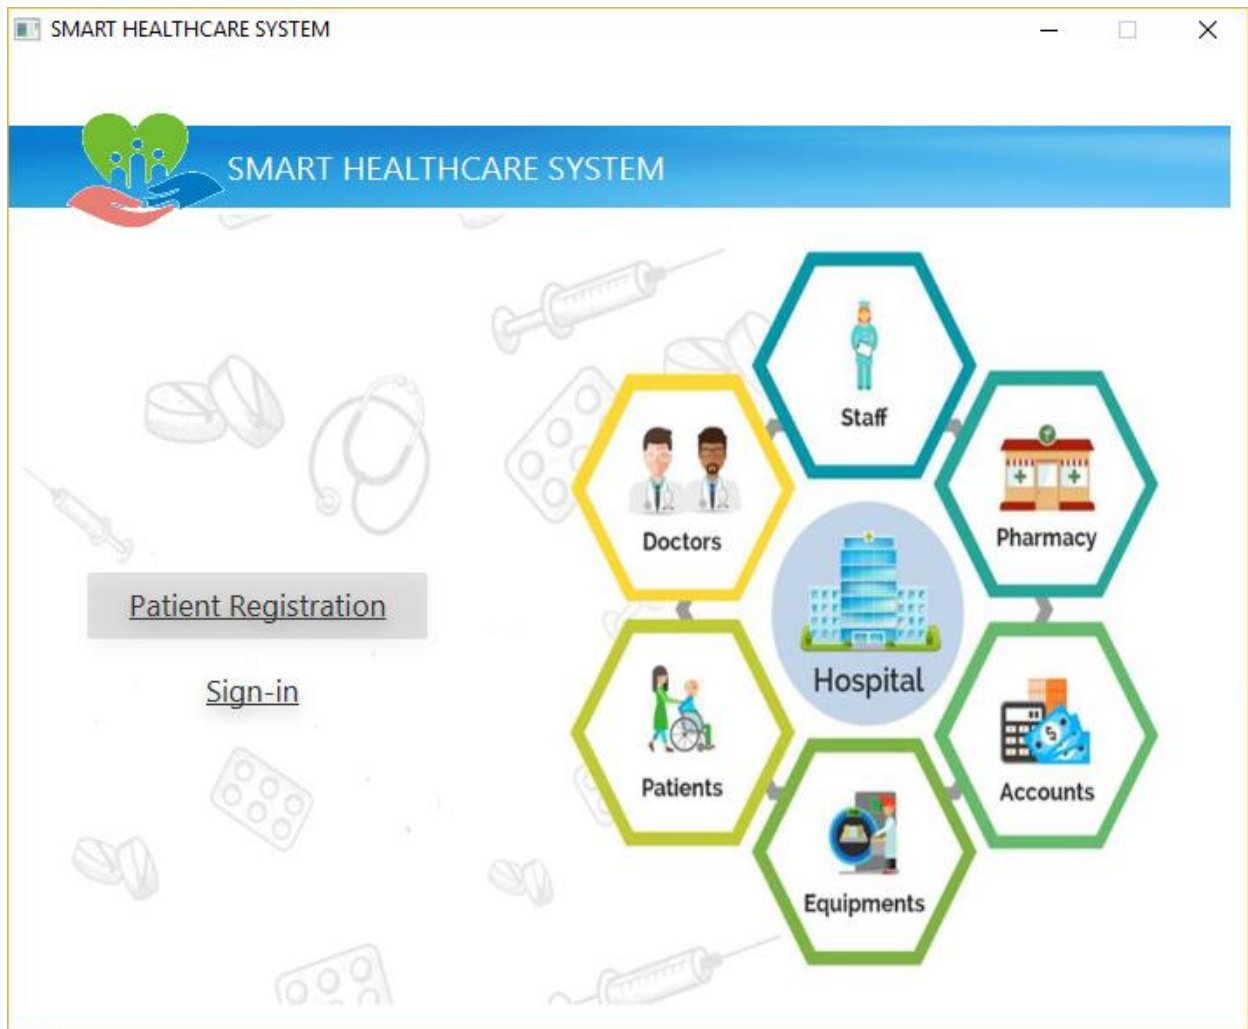 SMART HEALTHCARE SYSTEM
SMART HEALTHCARE SYSTEM
Staff
Doctors
Pharmacy
Patient Registration
Hospital
Sign-in
Patients
Accounts
Equipments